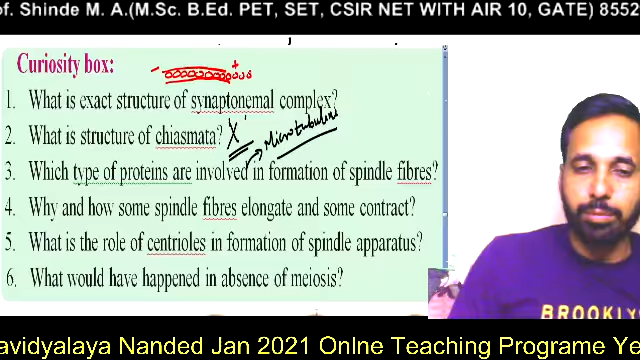 of. Shinde M. A.(M.Sc. B.Ed. PET, SET, CSIR NET WITH AIR 10, GATE) 8552
Curiosity box:
- +
1. What is exact structure of synaptonemal complex?
2. What is structure of chiasmata? X
Microtubulin
3. Which type of proteins are involved in formation of spindle fibres?
4. Why and how some spindle fibres elongate and some contract?
5. What is the role of centrioles in formation of spindle apparatus?
6. What would have happened in absence of meiosis?
BROOKLY
avidyalaya Nanded Jan 2021 Onlne Teaching Programe Ye